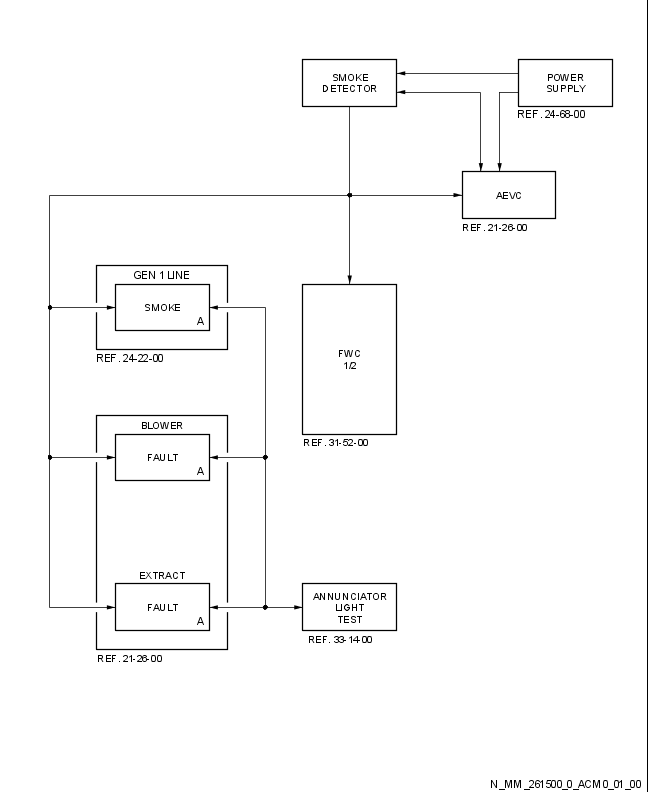 SMOKE
DETECTOR
POWER
SUPPLY
REF. 24-68-00
AEVC
REF. 21-26-00
GEN 1 LINE
SMOKE
A
REF. 24-22-00
FWC
1/2
REF. 31-52-00
BLOWER
FAULT
A
EXTRACT
FAULT
A
REF. 21-26-00
ANNUNCIATOR
LIGHT
TEST
REF. 33-14-00
N_MM_261500_0_ACM0_01_00